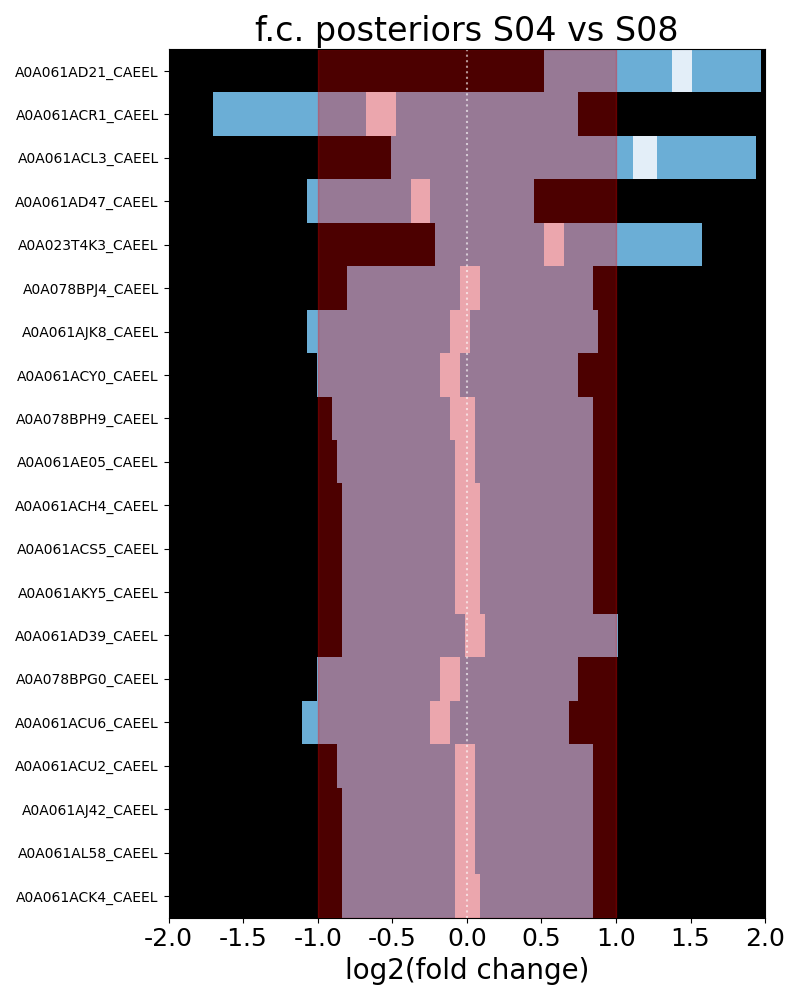 f.c. posteriors S04 vs S08
A0A061AD21_CAEEL
A0A061ACR1_CAEEL
A0A061ACL3_CAEEL
A0A061AD47_CAEEL
A0A023T4K3_CAEEL
A0A078BPJ4_CAEEL
A0A061AJK8_CAEEL
A0A061ACY0_CAEEL
A0A078BPH9_CAEEL
A0A061AE05_CAEEL
A0A061ACH4_CAEEL
A0A061ACS5_CAEEL
A0A061AKY5_CAEEL
A0A061AD39_CAEEL
A0A078BPG0_CAEEL
A0A061ACU6_CAEEL
A0A061ACU2_CAEEL
A0A061AJ42_CAEEL
A0A061AL58_CAEEL
A0A061ACK4_CAEEL
-2.0 -1.5 -1.0 -0.5 0.0 0.5 1.0 1.5 2.0
log2(fold change)